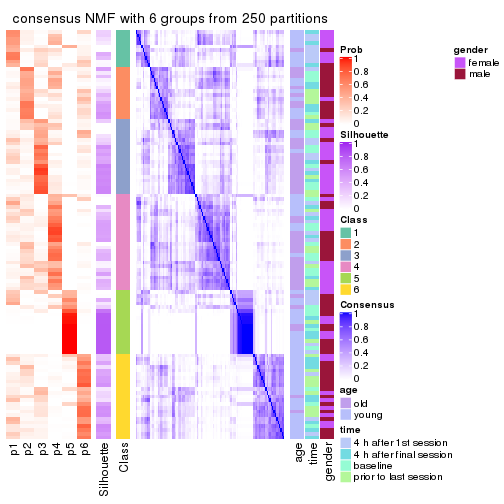 consensus NMF with 6 groups from 250 partitions
p1
p2
p3
p4
p5
p6
Silhouette
Class
age
time
gender
Prob
1
0.8
0.6
0.4
0.2
0
Silhouette
1
0.8
0.6
0.4
0.2
0
Class
1
2
3
4
5
6
Consensus
1
0.8
0.6
0.4
0.2
0
age
old
young
time
4 h after 1st session
4 h after final session
baseline
prior to last session
gender
female
male